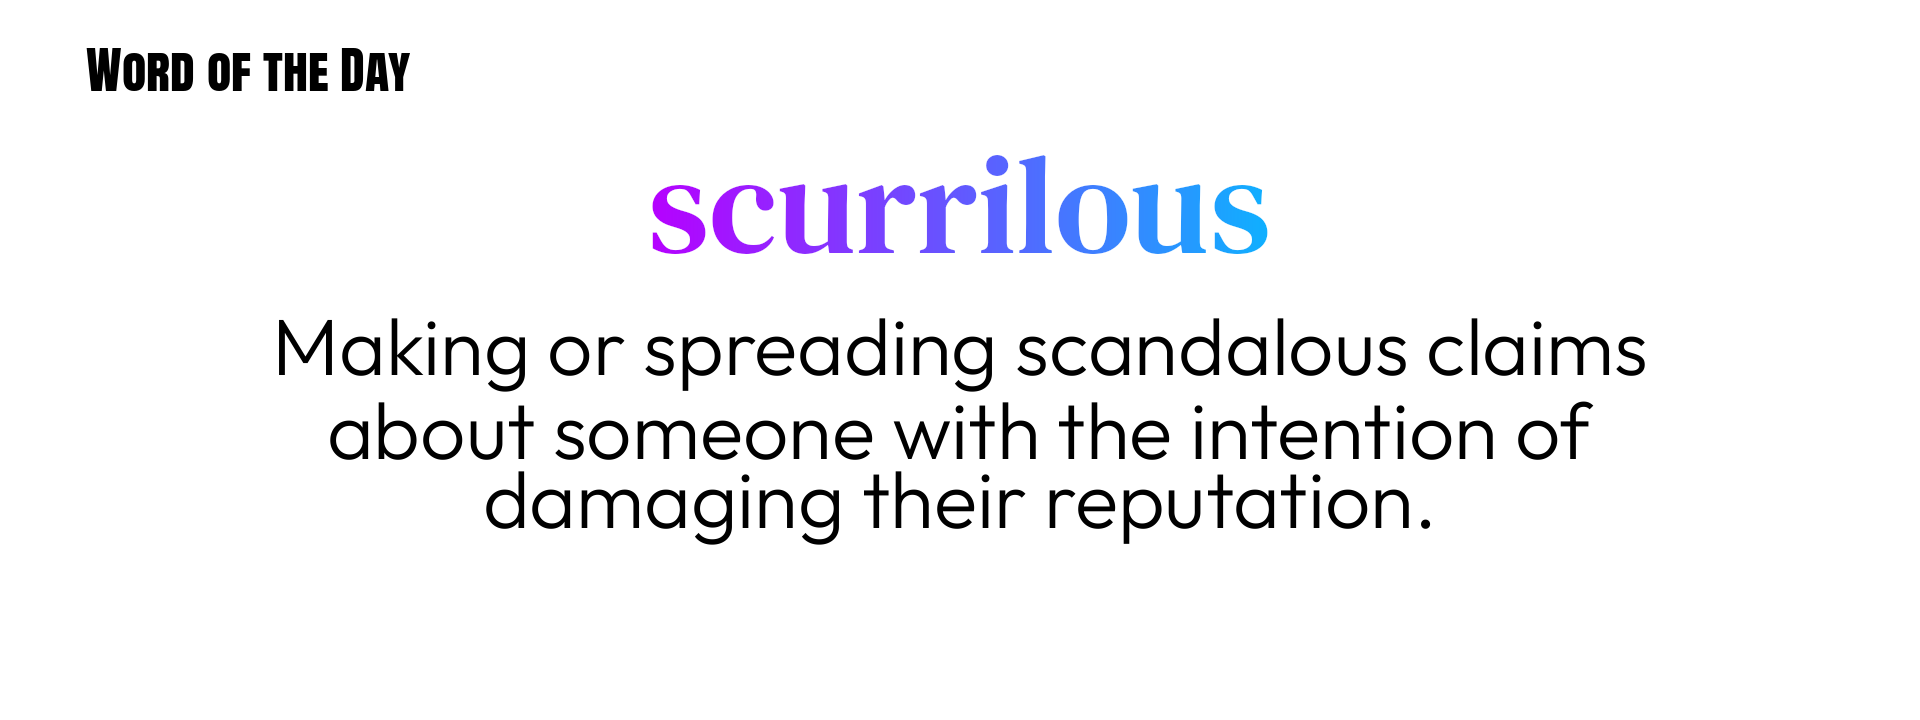 Word of the Day
scurrilous
Making or spreading scandalous claims
about someone with the intention of
damaging their reputation.